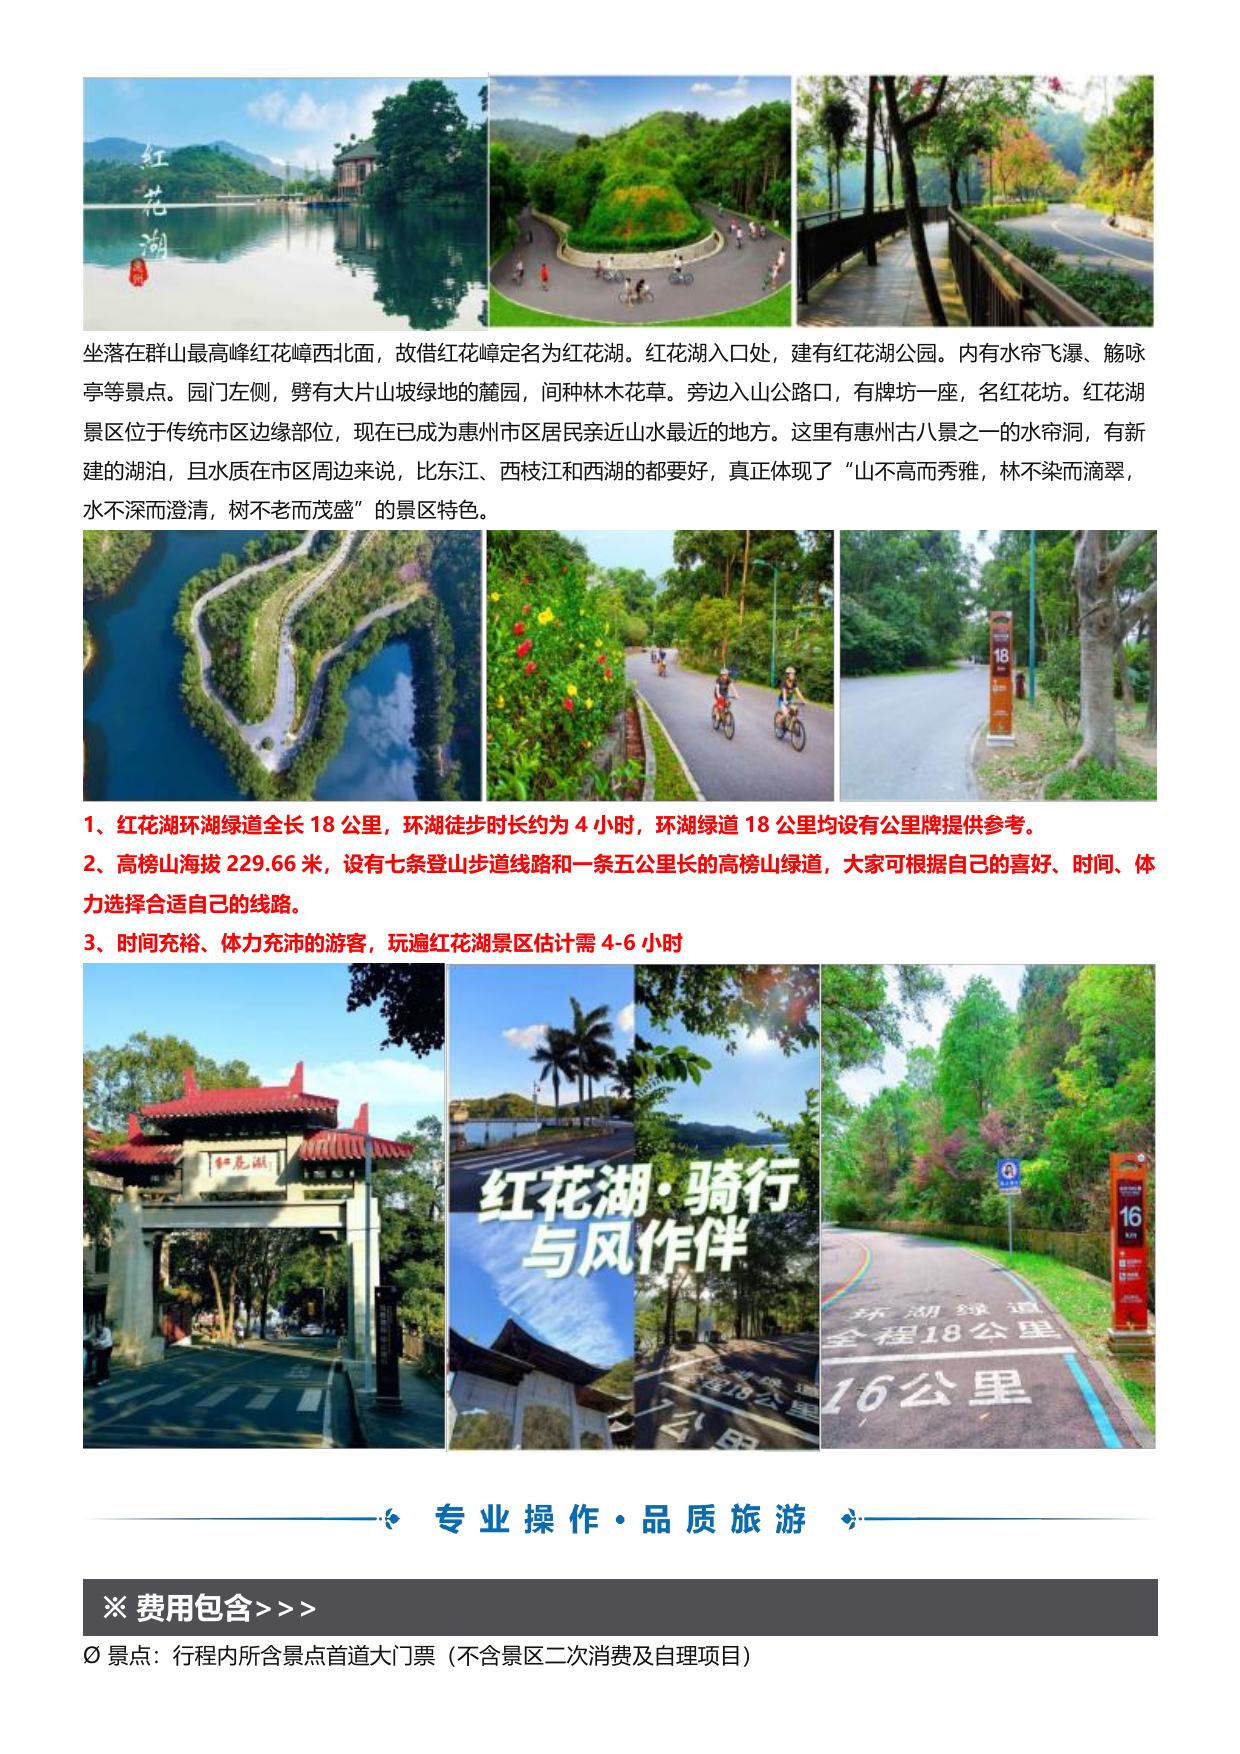 紅
花
湖
坐落在群山最高峰红花嶂西北面，故借红花嶂定名为红花湖。红花湖入口处，建有红花湖公园。内有水帘飞瀑、觞咏
亭等景点。园门左侧，劈有大片山坡绿地的麓园，间种林木花草。旁边入山公路口，有牌坊一座，名红花坊。红花湖
景区位于传统市区边缘部位，现在已成为惠州市区居民亲近山水最近的地方。这里有惠州古八景之一的水帘洞，有新
建的湖泊，且水质在市区周边来说，比东江、西枝江和西湖的都要好，真正体现了“山不高而秀雅，林不染而滴翠，
水不深而澄清，树不老而茂盛”的景区特色。
18
km
1、红花湖环湖绿道全长 18 公里，环湖徒步时长约为 4 小时，环湖绿道 18 公里均设有公里牌提供参考。
2、高榜山海拔 229.66 米，设有七条登山步道线路和一条五公里长的高榜山绿道，大家可根据自己的喜好、时间、体
力选择合适自己的线路。
3、时间充裕、体力充沛的游客，玩遍红花湖景区估计需 4-6 小时
红花湖
红花湖·骑行
与风作伴
环湖绿道
全程18公里
1公里
16
km
环湖绿道
全程18公里
16公里
专业操作·品质旅游
※ 费用包含>>>
Ø 景点：行程内所含景点首道大门票（不含景区二次消费及自理项目）